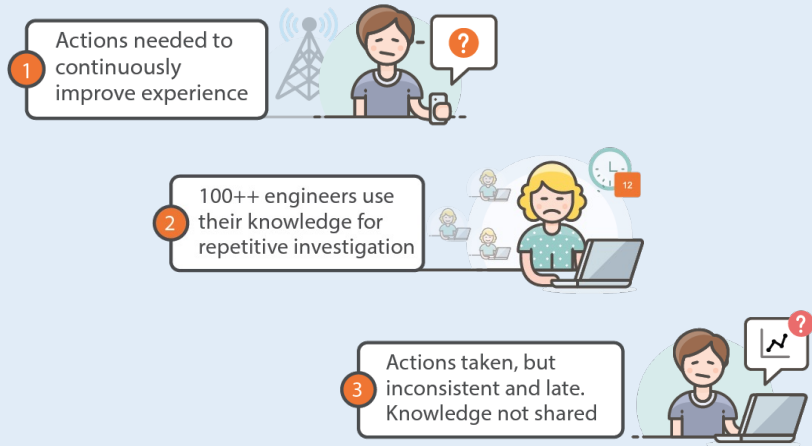 1
Actions needed to
continuously
improve experience
?
2
100++ engineers use
their knowledge for
repetitive investigation
12
3
Actions taken, but
inconsistent and late.
Knowledge not shared
?